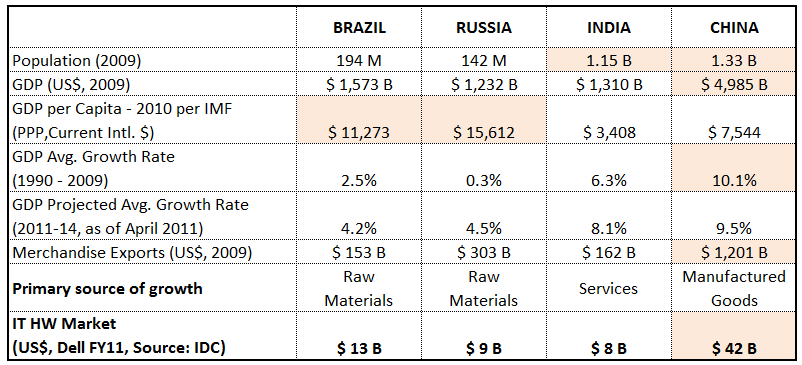 BRAZIL RUSSIA INDIA CHINA
Population (2009) 194 M 142 M 1.15 B 1.33 B
GDP (US$, 2009) $ 1,573 B $ 1,232 B $ 1,310 B $ 4,985 B
GDP per Capita - 2010 per IMF
(PPP,Current Intl. $) $ 11,273 $ 15,612 $ 3,408 $ 7,544
GDP Avg. Growth Rate
(1990 - 2009) 2.5% 0.3% 6.3% 10.1%
GDP Projected Avg. Growth Rate
(2011-14, as of April 2011) 4.2% 4.5% 8.1% 9.5%
Merchandise Exports (US$, 2009) $ 153 B $ 303 B $ 162 B $ 1,201 B
Primary source of growth Raw Materials Raw Materials Services Manufactured Goods
IT HW Market
(US$, Dell FY11, Source: IDC) $ 13 B $ 9 B $ 8 B $ 42 B